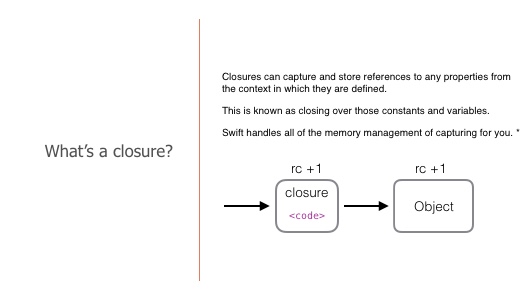 What's a closure?
Closures can capture and store references to any properties from
the context in which they are defined.
This is known as closing over those constants and variables.
Swift handles all of the memory management of capturing for you. *
rc +1
rc +1
closure
<code>
Object